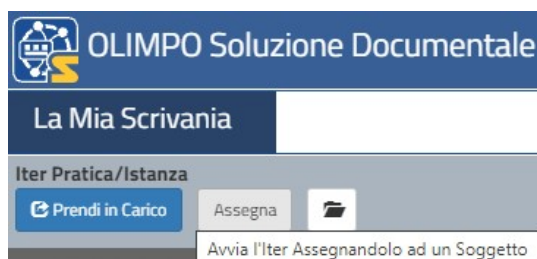 OLIMPO Soluzione Documentale
La Mia Scrivania
Iter Pratica/Istanza
Prendi in Carico Assegna
Avvia l'Iter Assegnandolo ad un Soggetto